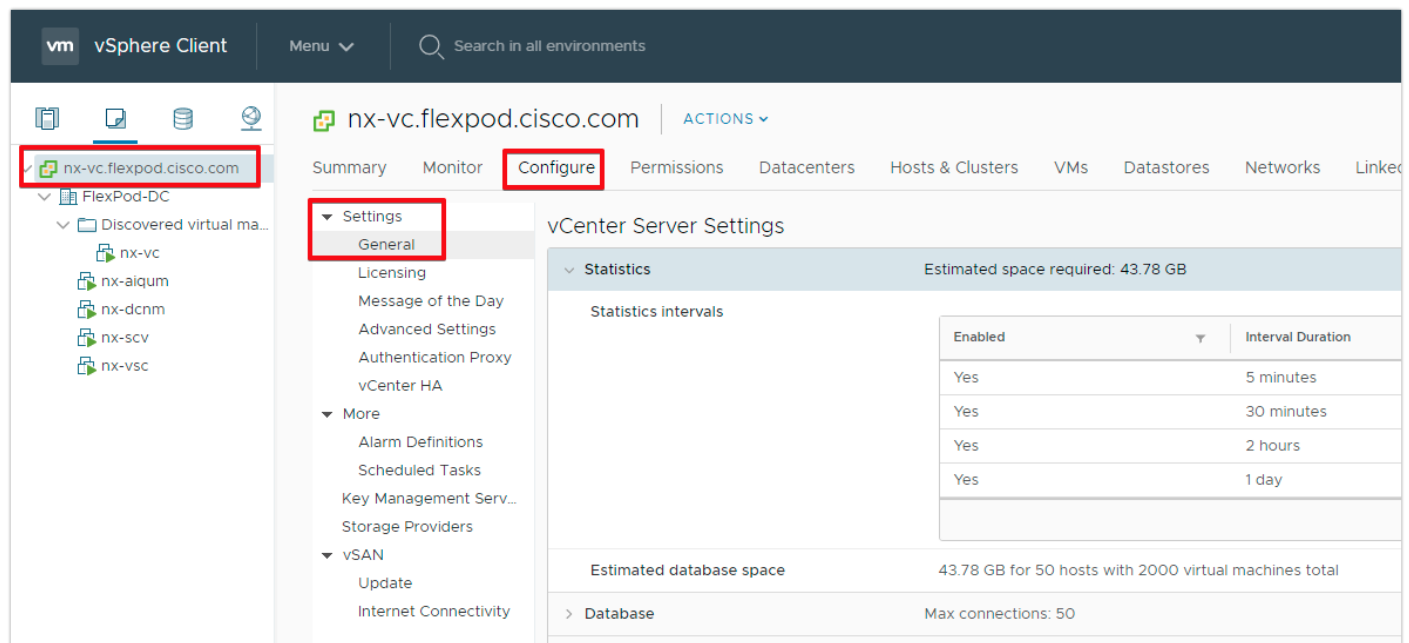 vm vSphere Client Menu Search in all environments
nx-vc.flexpod.cisco.com
FlexPod-DC
Discovered virtual ma...
nx-vc
nx-aiqum
nx-dcnm
nx-scv
nx-vsc
nx-vc.flexpod.cisco.com ACTIONS
Summary Monitor Configure Permissions Datacenters Hosts & Clusters VMs Datastores Networks Linked
Settings
General
Licensing
Message of the Day
Advanced Settings
Authentication Proxy
vCenter HA
More
Alarm Definitions
Scheduled Tasks
Key Management Serv...
Storage Providers
vSAN
Update
Internet Connectivity
vCenter Server Settings
Statistics Estimated space required: 43.78 GB
Statistics intervals
Enabled Interval Duration
Yes 5 minutes
Yes 30 minutes
Yes 2 hours
Yes 1 day
Estimated database space 43.78 GB for 50 hosts with 2000 virtual machines total
Database Max connections: 50